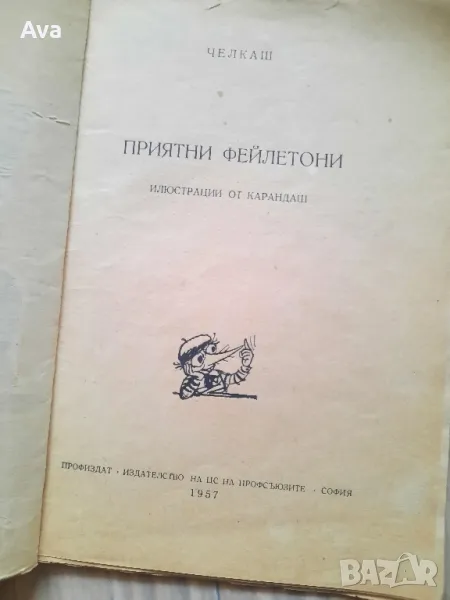 Ava
ЧЕЛКАШ
ПРИЯТНИ ФЕЙЛЕТОНИ
ИЛЮСТРАЦИИ ОТ КАРАНДАШ
ПРОФИЗДАТ · ИЗДАТЕЛСТВО НА ЦС НА ПРОФСЪЮЗИТЕ · СОФИЯ
1957
BAZAR